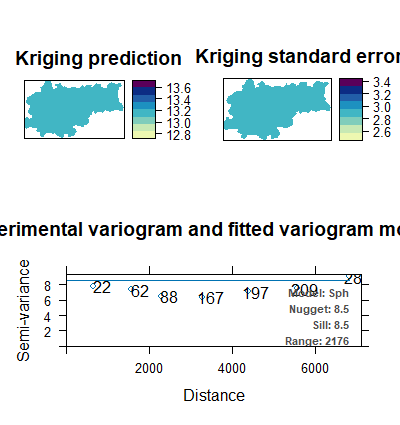 Kriging prediction
13.6
13.4
13.2
13.0
12.8
Kriging standard error
3.4
3.2
3.0
2.8
2.6
erimental variogram and fitted variogram mo
Semi-variance
8
6
4
2
22
62
88
167
197
209
28
Model: Sph
Nugget: 8.5
Sill: 8.5
Range: 2176
2000
4000
6000
Distance